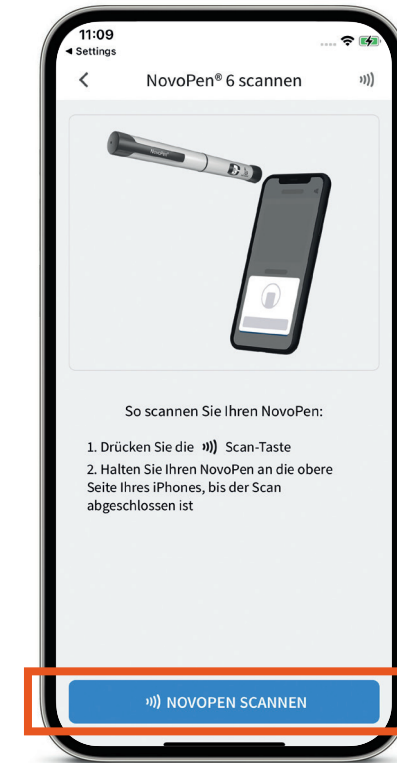 11:09
◀ Settings
NovoPen® 6 scannen
NovoPen®
So scannen Sie Ihren NovoPen:
1. Drücken Sie die Scan-Taste
2. Halten Sie Ihren NovoPen an die obere
Seite Ihres iPhones, bis der Scan
abgeschlossen ist
NOVOPEN SCANNEN